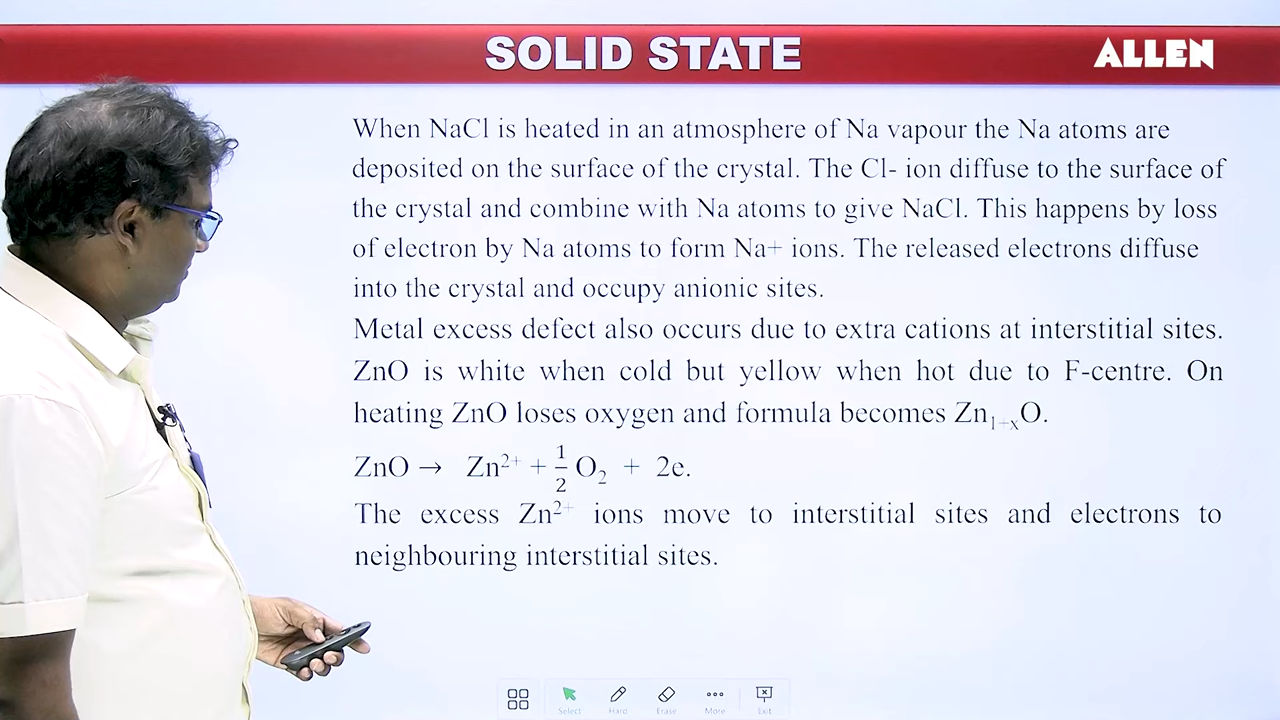 SOLID STATE
ALLEN
When NaCl is heated in an atmosphere of Na vapour the Na atoms are
deposited on the surface of the crystal. The Cl- ion diffuse to the surface of
the crystal and combine with Na atoms to give NaCl. This happens by loss
of electron by Na atoms to form Na+ ions. The released electrons diffuse
into the crystal and occupy anionic sites.
Metal excess defect also occurs due to extra cations at interstitial sites.
ZnO is white when cold but yellow when hot due to F-centre. On
heating ZnO loses oxygen and formula becomes Zn₁₊ₓO.
ZnO → Zn²⁺ + 1/2 O₂ + 2e.
The excess Zn²⁺ ions move to interstitial sites and electrons to
neighbouring interstitial sites.
Select Hard Erase More Exit